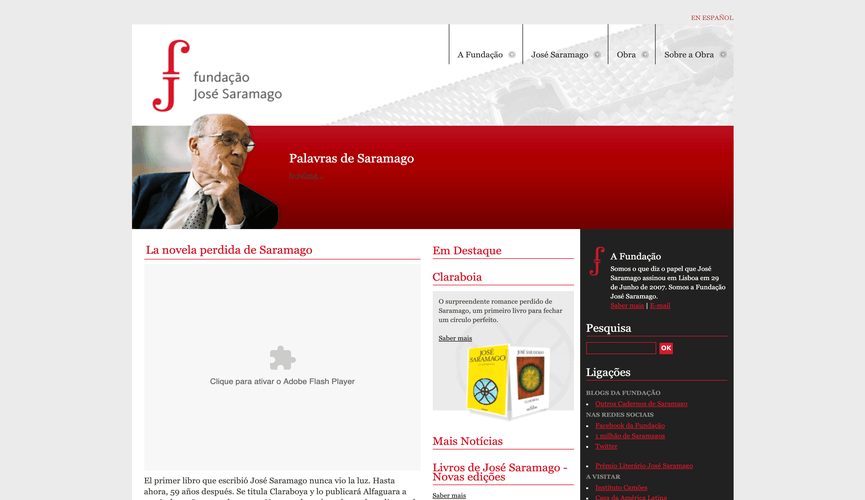 EN ESPAÑOL
fundação
José Saramago
A Fundação
José Saramago
Obra
Sobre a Obra
Palavras de Saramago
La novela perdida de Saramago
Clique para ativar o Adobe Flash Player
El primer libro que escribió José Saramago nunca vio la luz. Hasta
ahora, 59 años después. Se titula Claraboya y lo publicará Alfaguara a
Em Destaque
Claraboia
O surpreendente romance perdido de
Saramago, um primeiro livro para fechar
um círculo perfeito.
Saber mais
JOSÉ
SARAMAGO
Mais Notícias
Livros de José Saramago -
Novas edições
Saber mais
A Fundação
Somos o que diz o papel que José
Saramago assinou em Lisboa em 29
de Junho de 2007. Somos a Fundação
José Saramago.
Saber mais | E-mail
Pesquisa
OK
Ligações
BLOGS DA FUNDAÇÃO
Outros Cadernos de Saramago
NAS REDES SOCIAIS
Facebook da Fundação
1 milhão de Saramagos
Twitter
Prémio Literário José Saramago
A VISITAR
Instituto Camões
Casa da América Latina